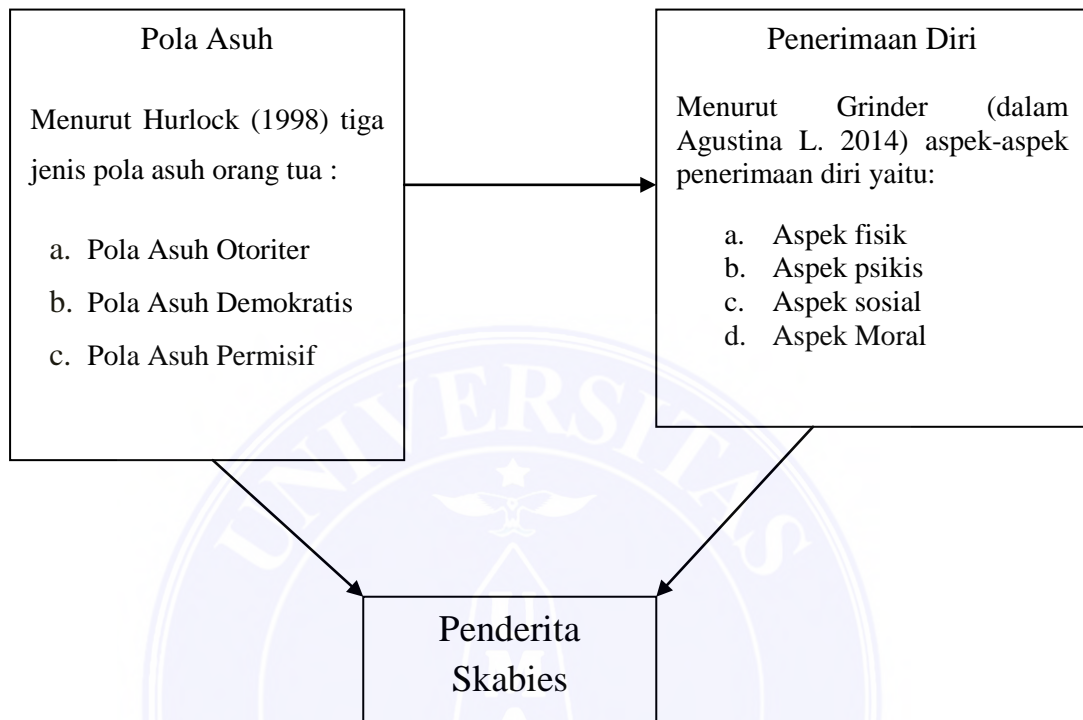 Pola Asuh
Menurut Hurlock (1998) tiga
jenis pola asuh orang tua :
a. Pola Asuh Otoriter
b. Pola Asuh Demokratis
c. Pola Asuh Permisif
Penerimaan Diri
Menurut Grinder (dalam
Agustina L. 2014) aspek-aspek
penerimaan diri yaitu:
a. Aspek fisik
b. Aspek psikis
c. Aspek sosial
d. Aspek Moral
UNIVERSITAS
Penderita
Skabies
U
M